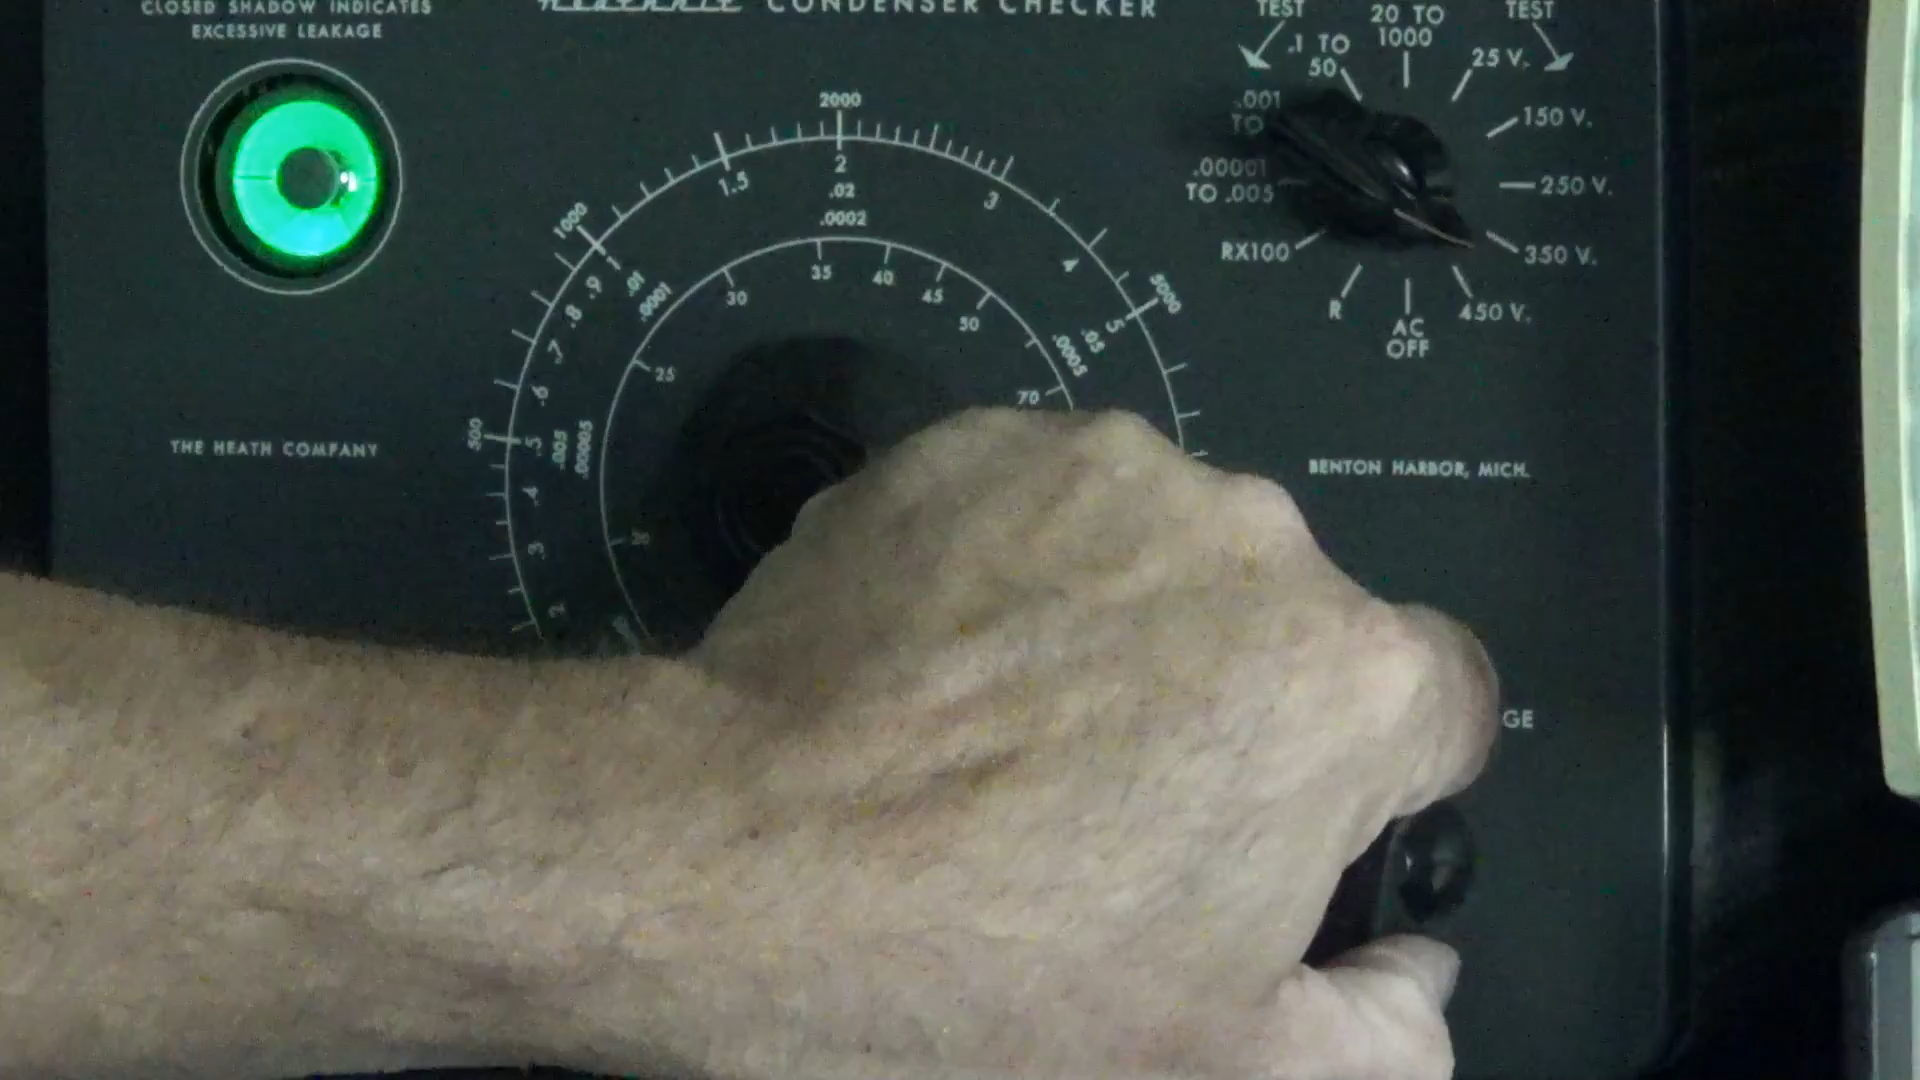 CLOSED SHADOW INDICATES
EXCESSIVE LEAKAGE
Heathkit CONDENSER CHECKER
TEST
20 TO
1000
TEST
.1 TO
50
25 V.
.001
TO
150 V.
.00001
TO .005
250 V.
RX100
350 V.
R
AC
OFF
450 V.
2000
1.5
2
3
.02
.0002
1000
1
.01
.0001
.9
.8
.7
.6
4
5000
5
.05
.0005
35
40
45
30
50
25
70
500
.5
.005
.00005
.4
.3
.2
20
THE HEATH COMPANY
BENTON HARBOR, MICH.
GE